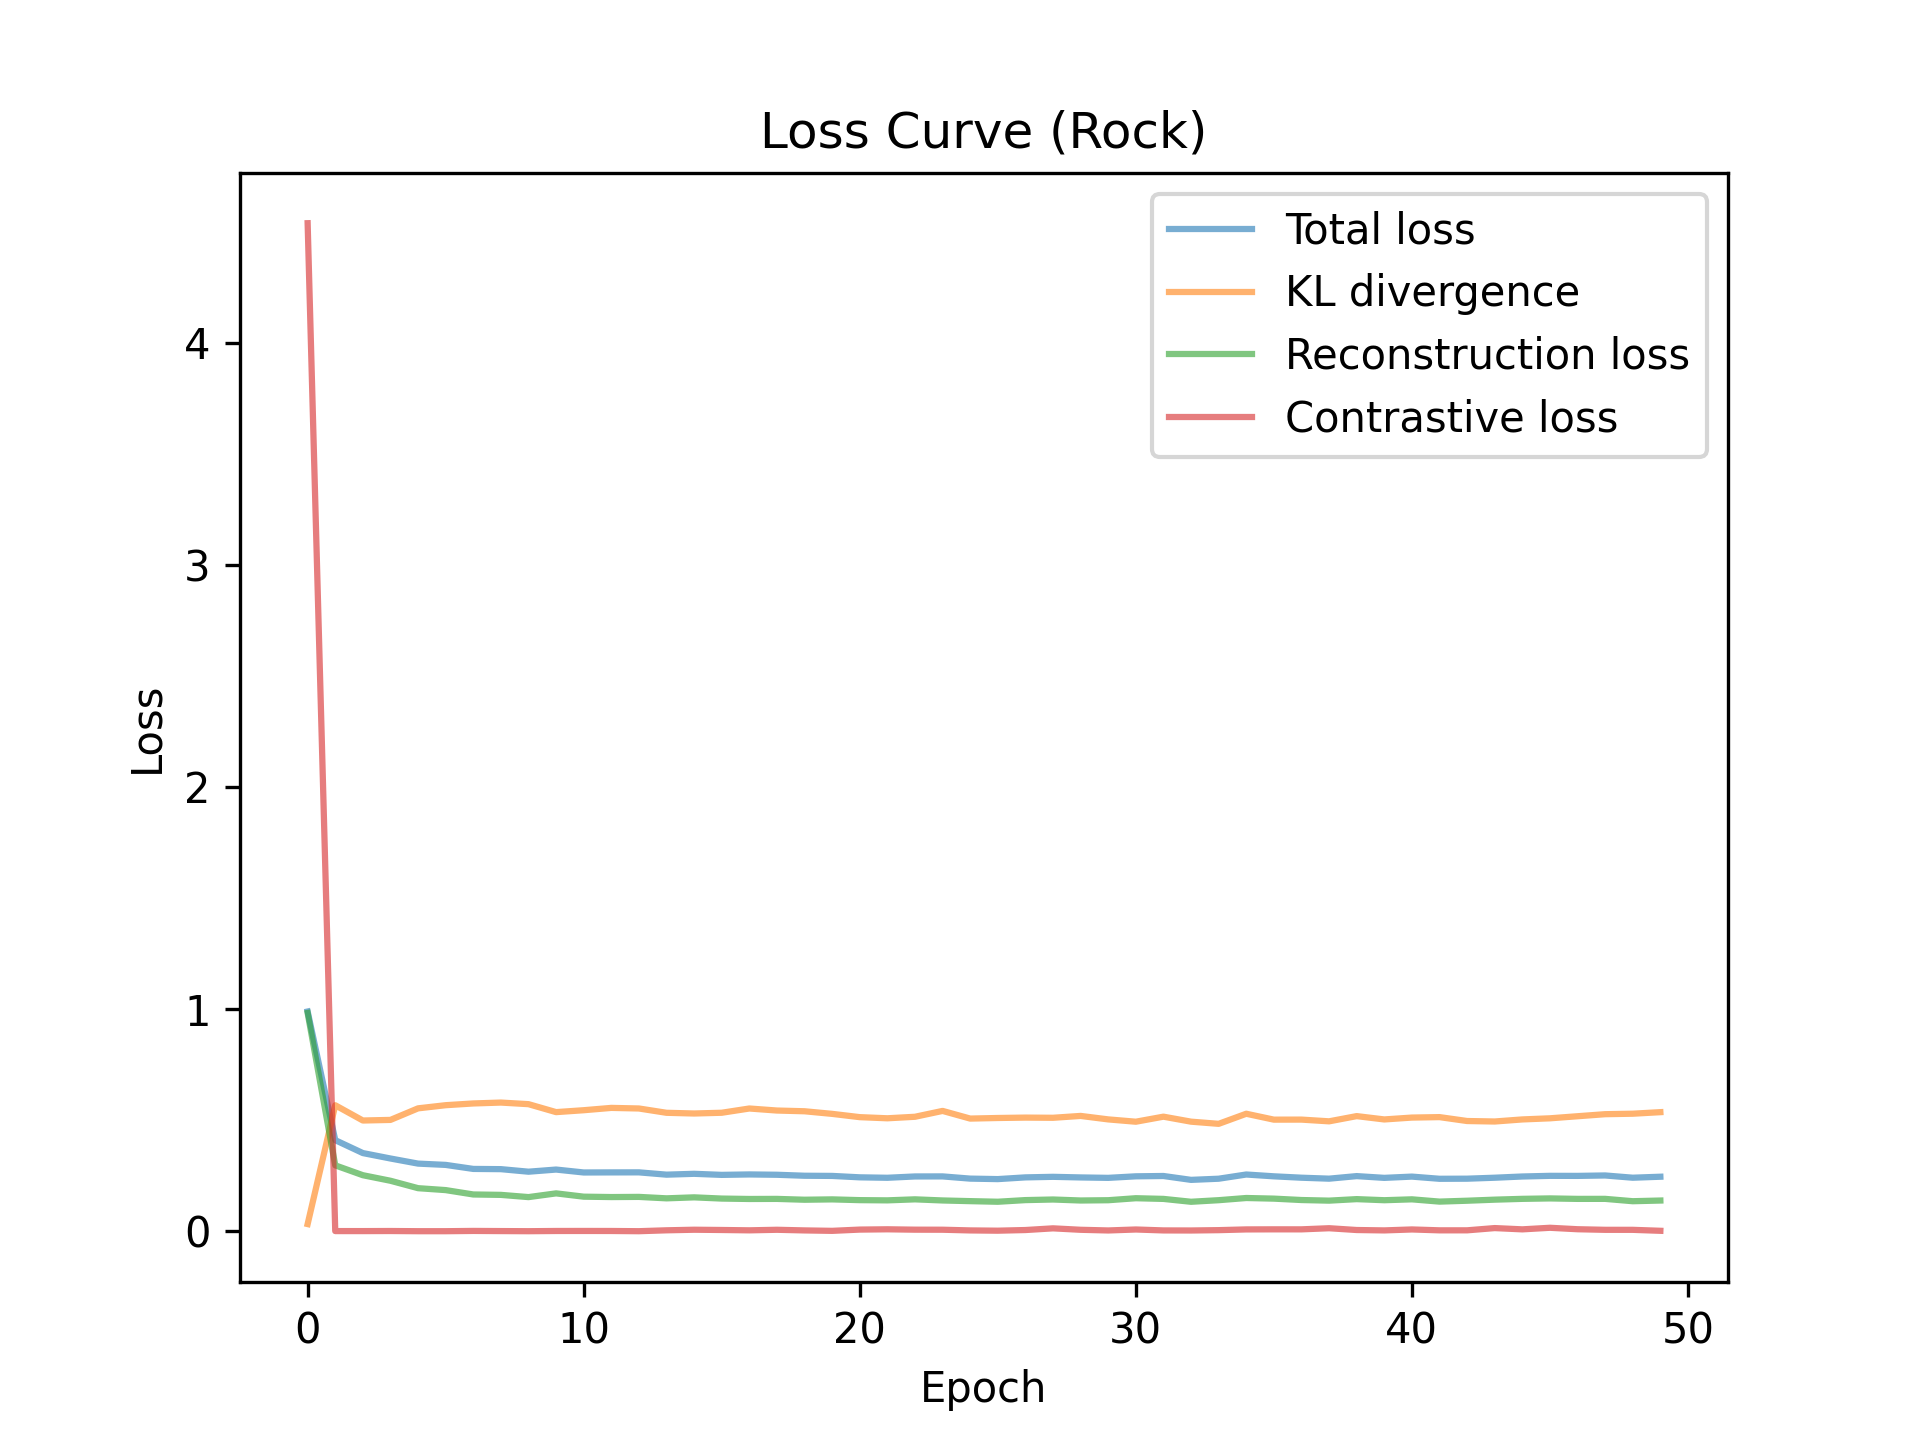 Loss Curve (Rock)
Total loss
KL divergence
Reconstruction loss
Contrastive loss
4
3
2
1
0
Loss
0 10 20 30 40 50
Epoch